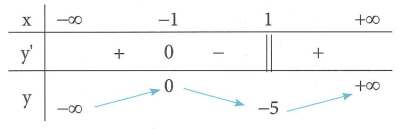 x −∞ −1 1 +∞
y' + 0 − || +
y −∞ 0 −5 +∞